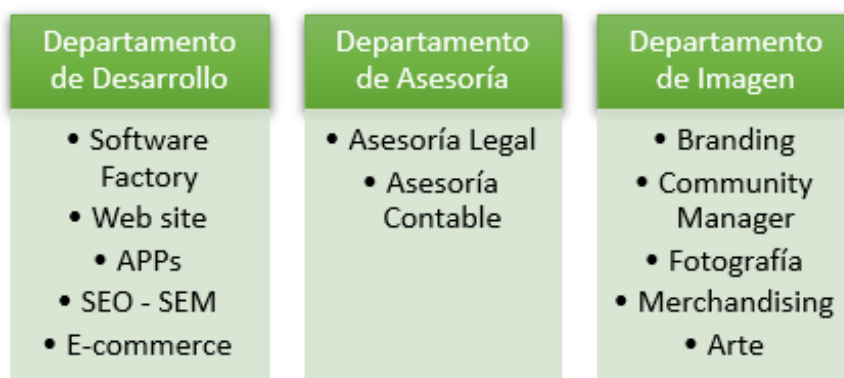 Departamento
de Desarrollo
• Software
Factory
• Web site
• APPs
• SEO - SEM
• E-commerce
Departamento
de Asesoría
• Asesoría Legal
• Asesoría
Contable
Departamento
de Imagen
• Branding
• Community
Manager
• Fotografía
• Merchandising
• Arte